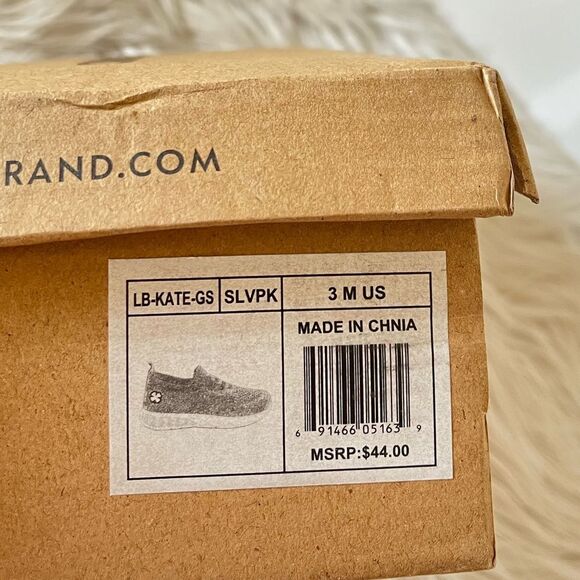 RAND.COM
LB-KATE-GS SLVPK 3 M US
MADE IN CHNIA
6 91466 05163 9
MSRP:$44.00